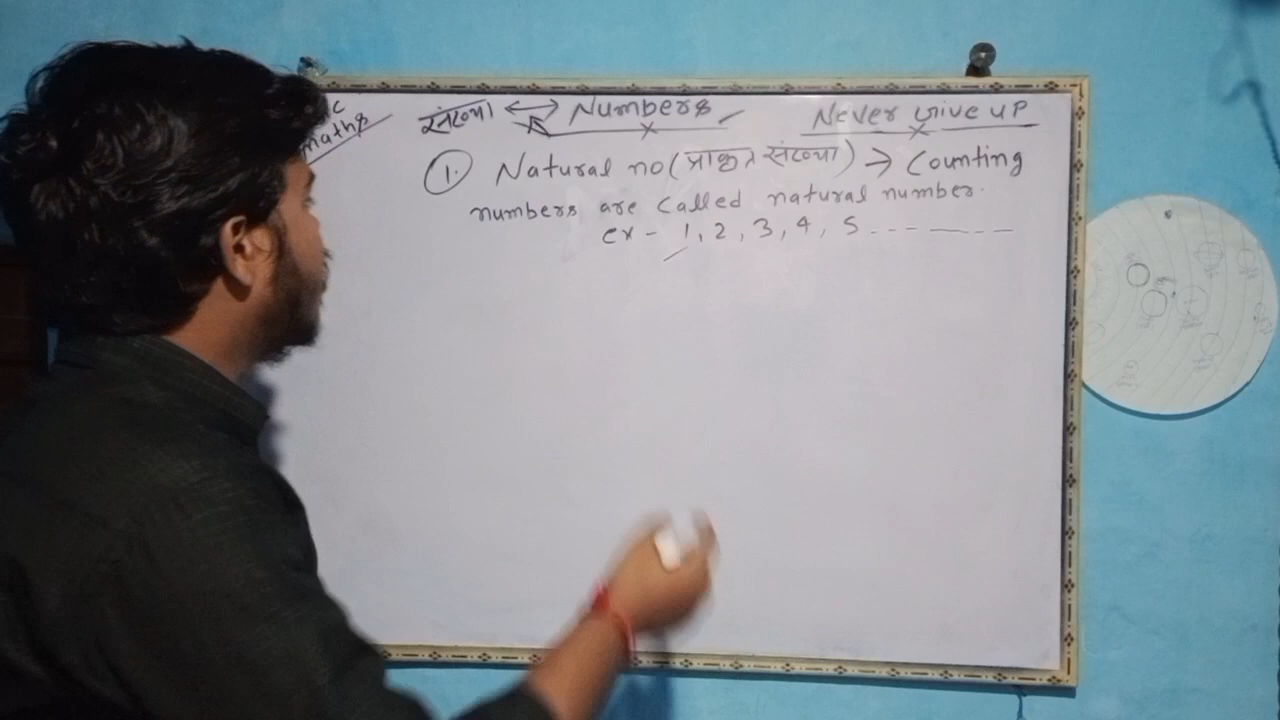 maths
संख्या ↔ Numbers
Never Give up
1. Natural no (प्राकृत संख्या) → Counting
numbers are called natural number.
ex - 1, 2, 3, 4, 5 ---- ----